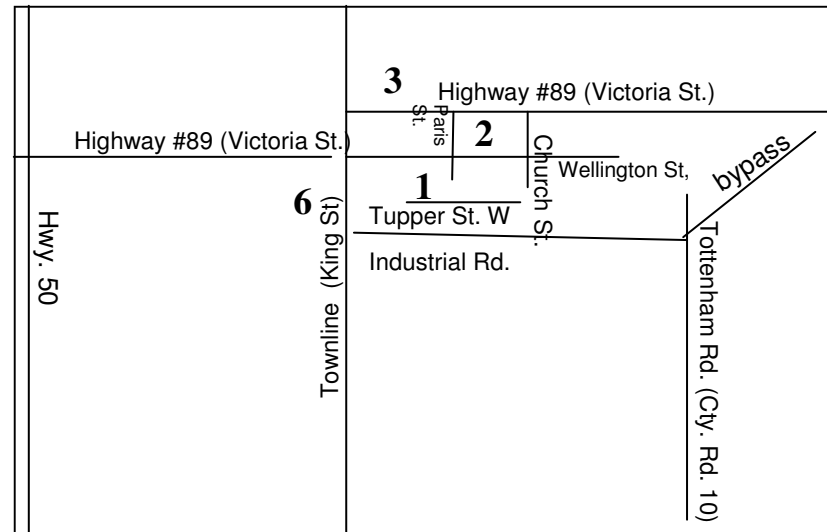 3
Highway #89 (Victoria St.)
Paris
St.
2
Highway #89 (Victoria St.)
Church St.
Wellington St,
bypass
1
6
Tupper St. W
Hwy. 50
Townline (King St)
Industrial Rd.
Tottenham Rd. (Cty. Rd. 10)